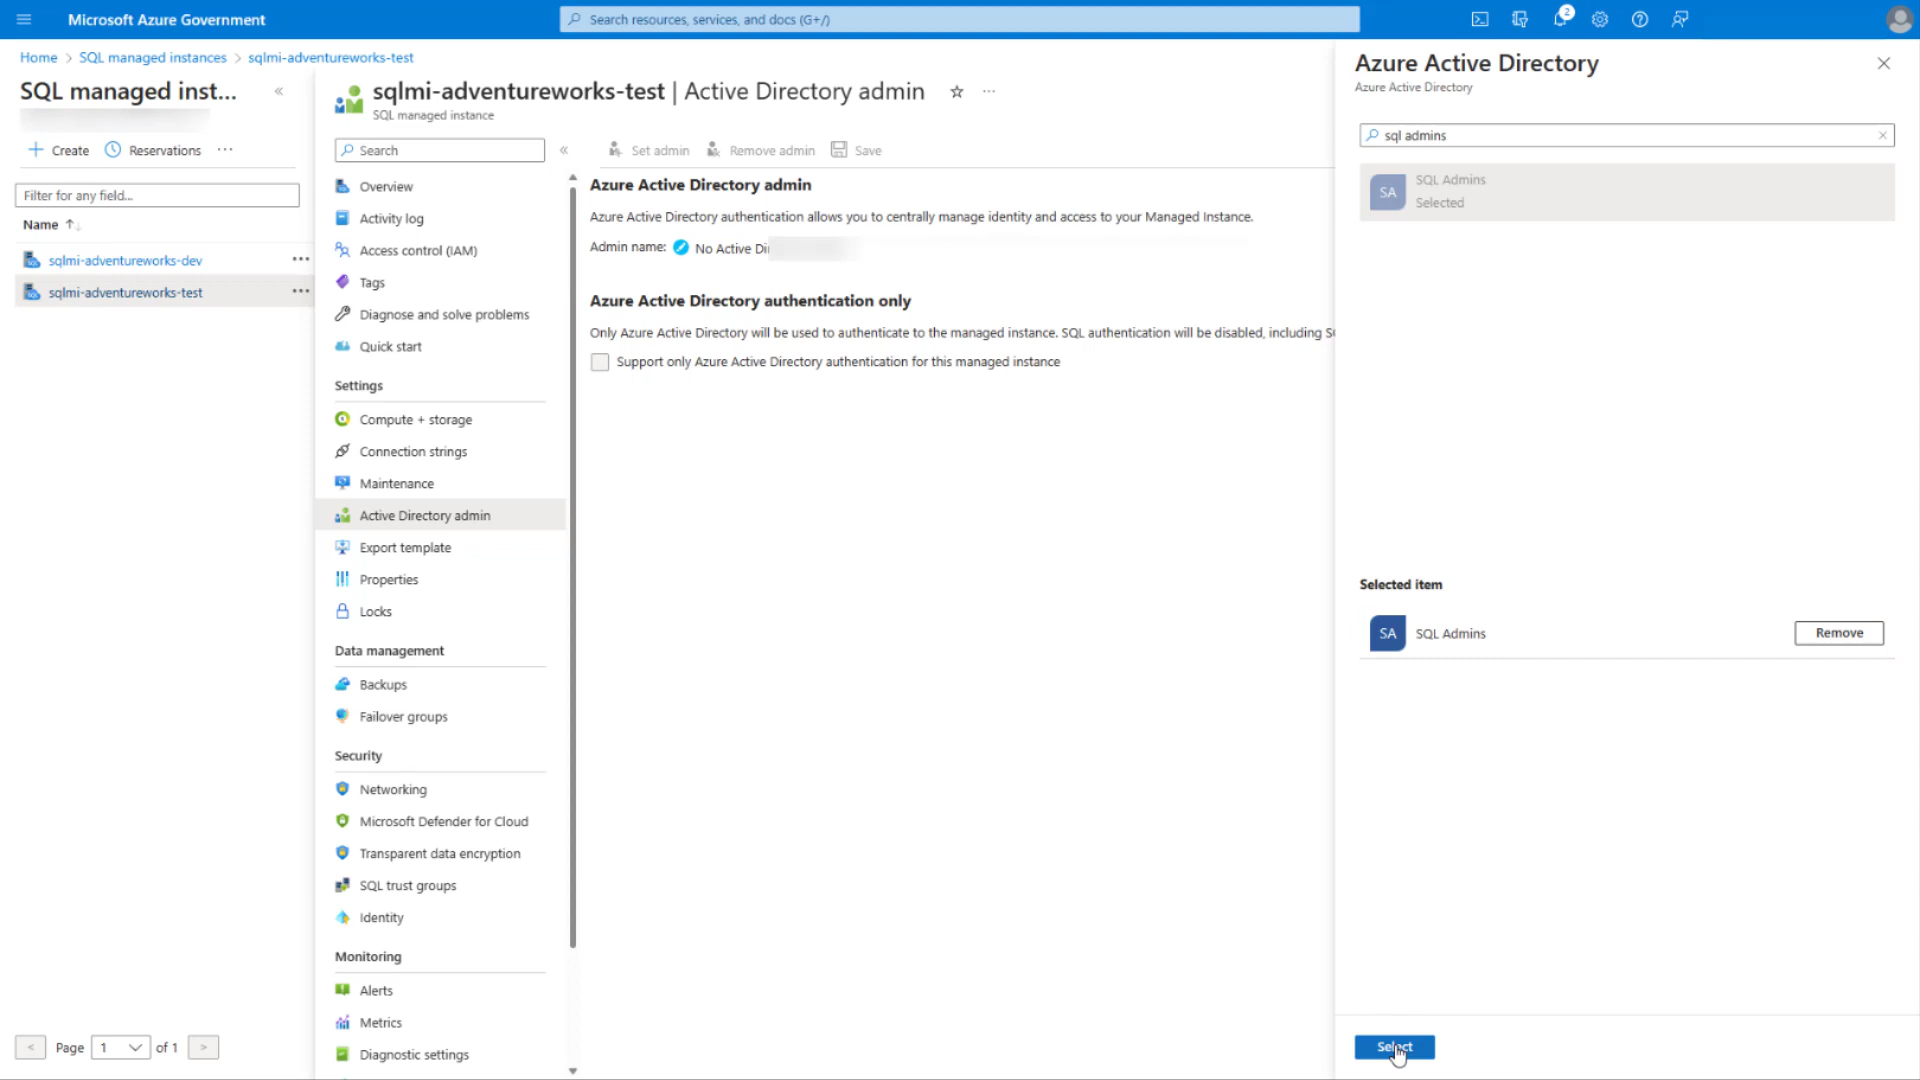 Microsoft Azure Government
Search resources, services, and docs (G+/)
2
Home > SQL managed instances > sqlmi-adventureworks-test
SQL managed inst...
Create
Reservations
Filter for any field...
Name
sqlmi-adventureworks-dev
sqlmi-adventureworks-test
< Page 1 of 1 >
sqlmi-adventureworks-test | Active Directory admin
SQL managed instance
Search
Overview
Activity log
Access control (IAM)
Tags
Diagnose and solve problems
Quick start
Settings
Compute + storage
Connection strings
Maintenance
Active Directory admin
Export template
Properties
Locks
Data management
Backups
Failover groups
Security
Networking
Microsoft Defender for Cloud
Transparent data encryption
SQL trust groups
Identity
Monitoring
Alerts
Metrics
Diagnostic settings
Set admin
Remove admin
Save
Azure Active Directory admin
Azure Active Directory authentication allows you to centrally manage identity and access to your Managed Instance.
Admin name: No Active Di
Azure Active Directory authentication only
Only Azure Active Directory will be used to authenticate to the managed instance. SQL authentication will be disabled, including
Support only Azure Active Directory authentication for this managed instance
Azure Active Directory
Azure Active Directory
sql admins
SA
SQL Admins
Selected
Selected item
SA
SQL Admins
Remove
Select